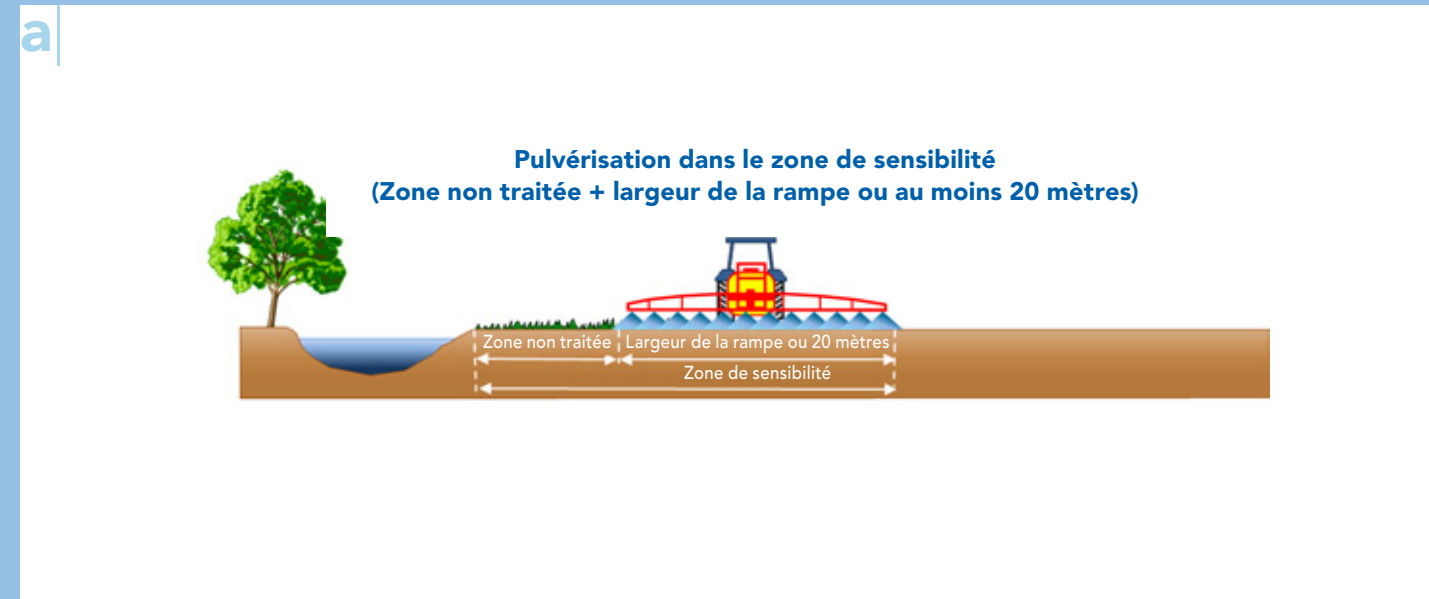 a
Pulvérisation dans le zone de sensibilité
(Zone non traitée + largeur de la rampe ou au moins 20 mètres)
Zone non traitée
Largeur de la rampe ou 20 mètres
Zone de sensibilité